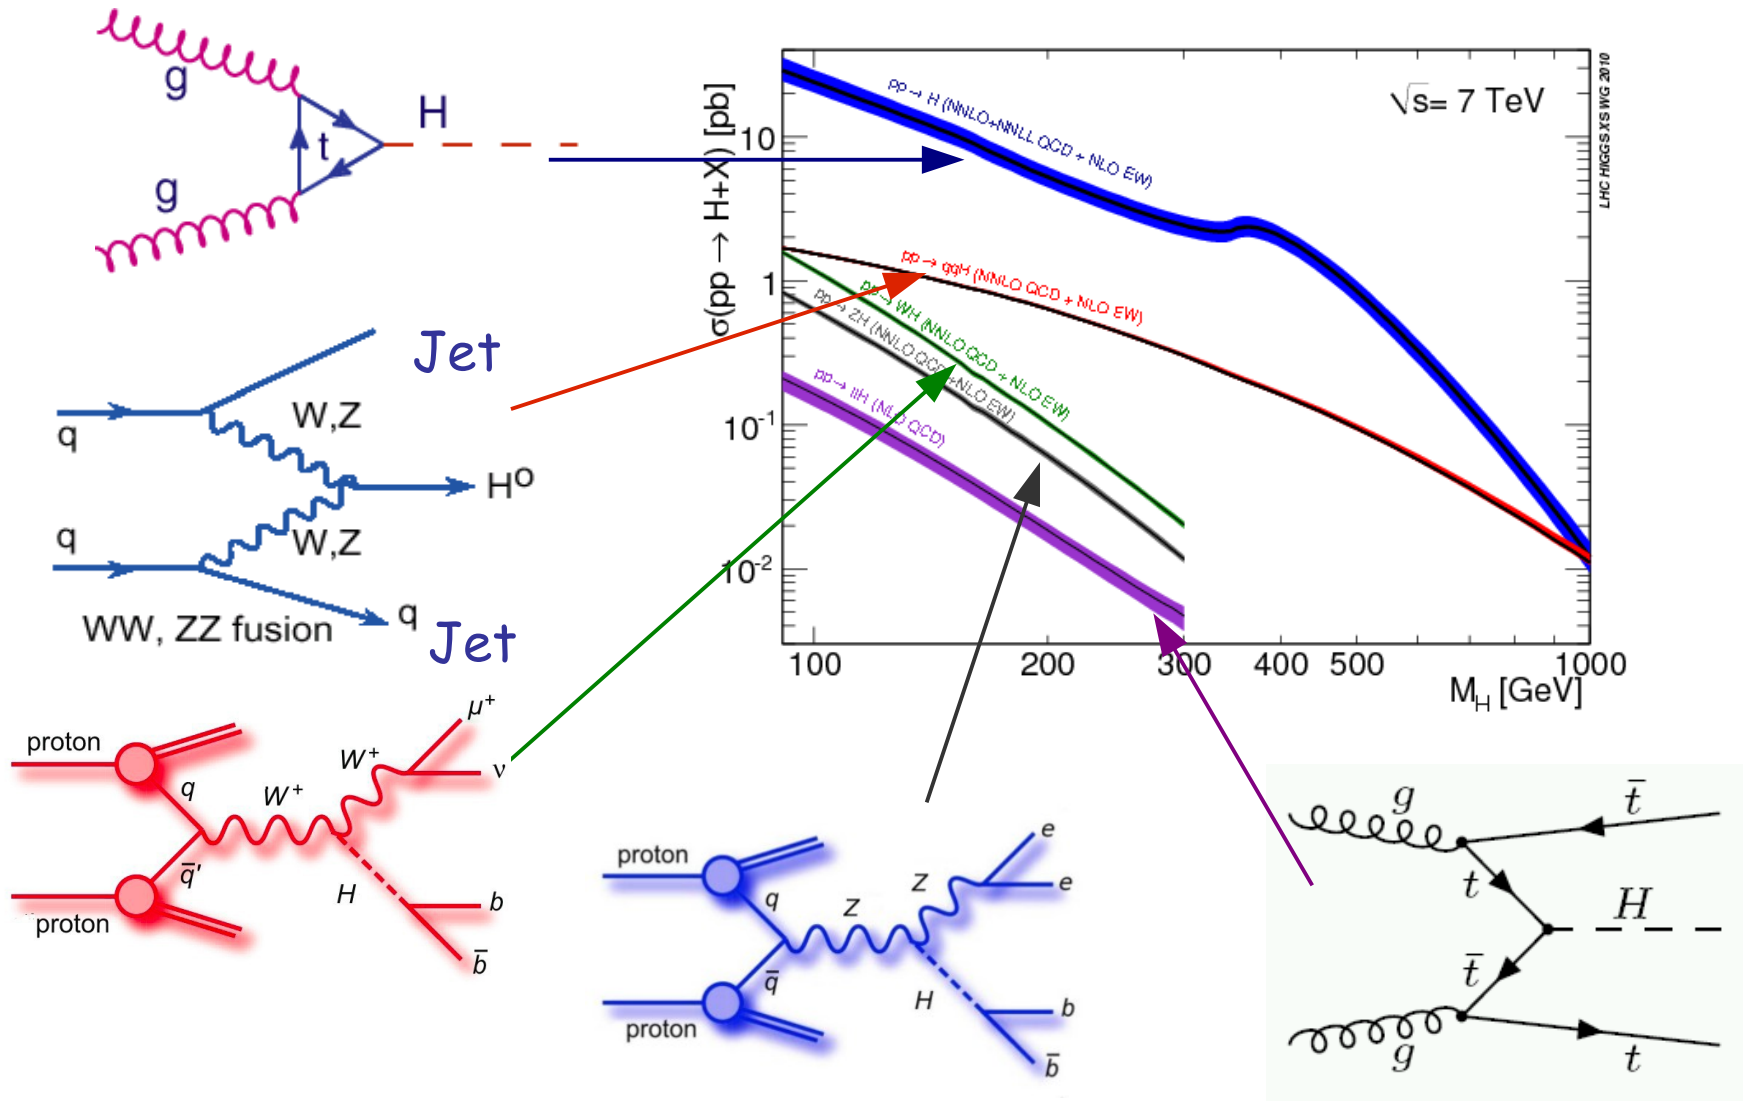 g
t
H
g
Jet
W,Z
q
H⁰
q
W,Z
q
Jet
WW, ZZ fusion
σ(pp → H+X) [pb]
10
1
10⁻¹
10⁻²
√s= 7 TeV
LHC HIGGS XS WG 2010
pp → H (NNLO+NNLL QCD + NLO EW)
pp → qqH (NNLO QCD + NLO EW)
pp → WH (NNLO QCD + NLO EW)
pp → ZH (NNLO QCD +NLO EW)
pp → ttH (NLO QCD)
100 200 300 400 500 1000
M_H [GeV]
proton
q
W⁺
W⁺
μ⁺
ν
q̅'
proton
H
b
b̅
proton
q
Z
Z
e
e
q̅
proton
H
b
b̅
g
t̅
t
H
t̅
g
t